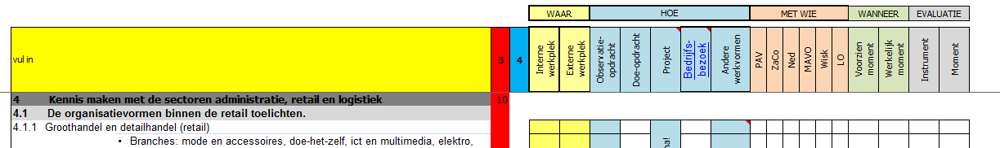 WAAR HOE MET WIE WANNEER EVALUATIE
vul in 3 4 Interne werkplek Externe werkplek Observatie-opdracht Doe-opdracht Project Bedrijfs-bezoek Andere werkvormen PAV ZaCo Ned MAVO Wisk LO Voorzien moment Werkelijk moment Instrument Moment
4 Kennis maken met de sectoren administratie, retail en logistiek 10
4.1 De organisatievormen binnen de retail toelichten.
4.1.1 Groothandel en detailhandel (retail)
• Branches: mode en accessoires, doe-het-zelf, ict en multimedia, elektro,